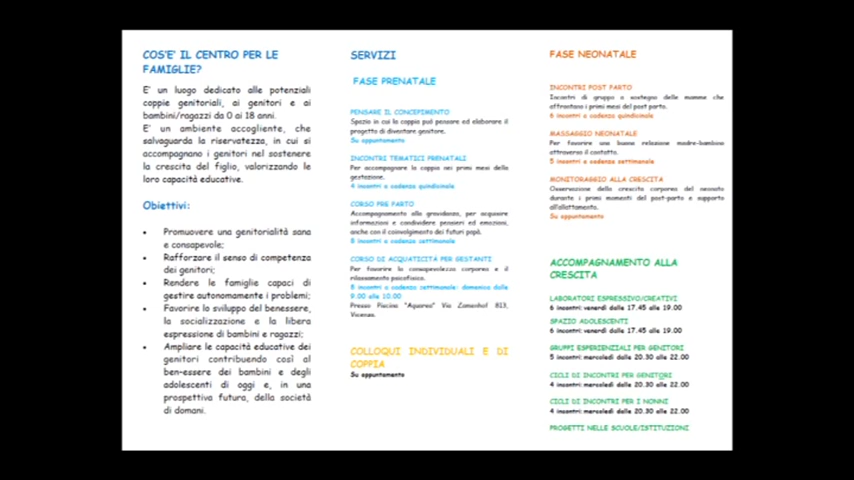 COS'E' IL CENTRO PER LE
FAMIGLIE?
E' un luogo dedicato alle potenziali
coppie genitoriali, ai genitori e ai
bambini/ragazzi da 0 ai 18 anni.
E' un ambiente accogliente, che
salvaguarda la riservatezza, in cui si
accompagnano i genitori nel sostenere
la crescita del figlio, valorizzando le
loro capacità educative.
Obiettivi:
• Promuovere una genitorialità sana
e consapevole;
• Rafforzare il senso di competenza
dei genitori;
• Rendere le famiglie capaci di
gestire autonomamente i problemi;
• Favorire lo sviluppo del benessere,
la socializzazione e la libera
espressione di bambini e ragazzi;
• Ampliare le capacità educative dei
genitori contribuendo così al
ben-essere dei bambini e degli
adolescenti di oggi e, in una
prospettiva futura, della società
di domani.
SERVIZI
FASE PRENATALE
PENSARE IL CONCEPIMENTO
Spazio in cui la coppia può pensare ed elaborare il
progetto di diventare genitore.
Su appuntamento
INCONTRI TEMATICI PRENATALI
Per accompagnare la coppia nei primi mesi della
gestazione.
4 incontri a cadenza quindicinale
CORSO PRE PARTO
Accompagnamento alla gravidanza, per acquisire
informazioni e condividere pensieri ed emozioni,
anche con il coinvolgimento dei futuri papà.
8 incontri a cadenza settimanale
CORSO DI ACQUATICITÀ PER GESTANTI
Per favorire la consapevolezza corporea e il
rilassamento psicofisico.
8 incontri a cadenza settimanale: domenica dalle
9.00 alle 10.00
Presso Piscina "Aquarea" Via Zamenhof 813,
Vicenza.
COLLOQUI INDIVIDUALI E DI
COPPIA
Su appuntamento
FASE NEONATALE
INCONTRI POST PARTO
Incontri di gruppo a sostegno delle mamme che
affrontano i primi mesi del post parto.
6 incontri a cadenza quindicinale
MASSAGGIO NEONATALE
Per favorire una buona relazione madre-bambino
attraverso il contatto.
5 incontri a cadenza settimanale
MONITORAGGIO ALLA CRESCITA
Osservazione della crescita corporea del neonato
durante i primi momenti del post-parto e supporto
all'allattamento.
Su appuntamento
ACCOMPAGNAMENTO ALLA
CRESCITA
LABORATORI ESPRESSIVO/CREATIVI
6 incontri: venerdì dalle 17.45 alle 19.00
SPAZIO ADOLESCENTI
6 incontri: venerdì dalle 17.45 alle 19.00
GRUPPI ESPERIENZIALI PER GENITORI
5 incontri: mercoledì dalle 20.30 alle 22.00
CICLI DI INCONTRI PER GENITORI
4 incontri: mercoledì dalle 20.30 alle 22.00
CICLI DI INCONTRI PER I NONNI
4 incontri: mercoledì dalle 20.30 alle 22.00
PROGETTI NELLE SCUOLE/ISTITUZIONI